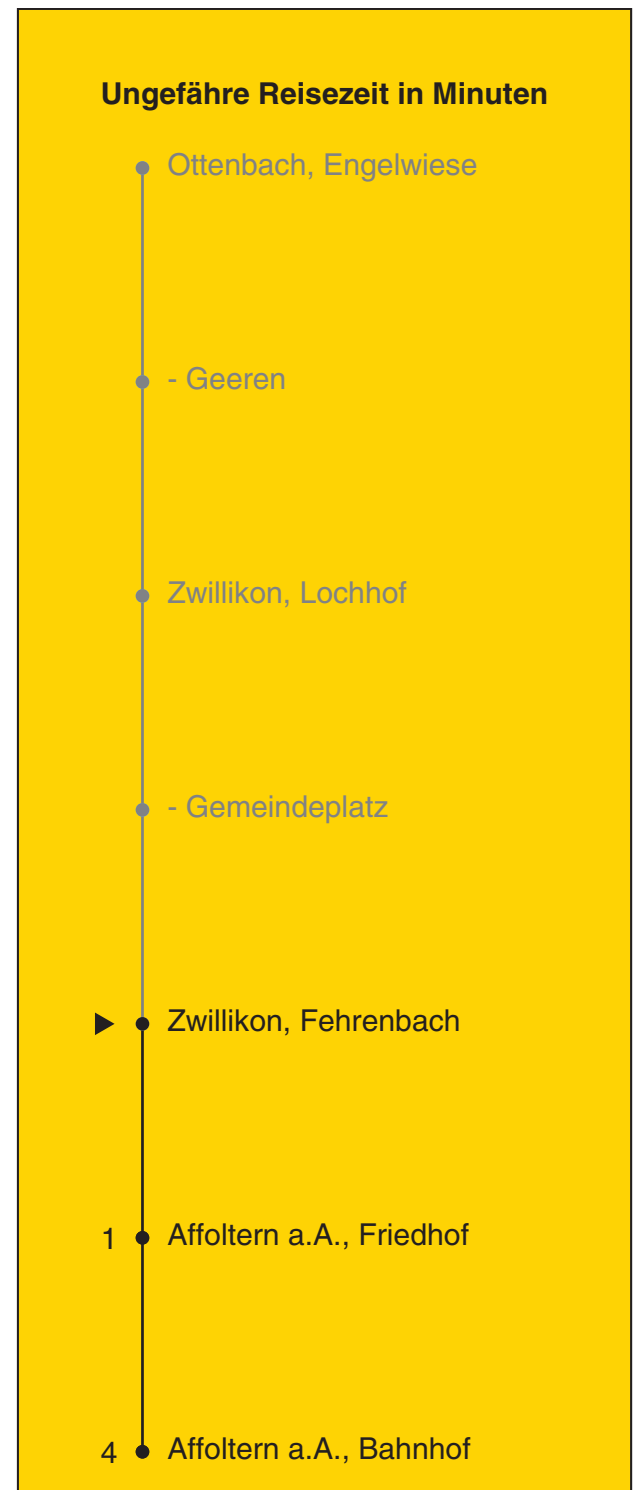 Ungefähre Reisezeit in Minuten
Ottenbach, Engelwiese
- Geeren
Zwillikon, Lochhof
- Gemeindeplatz
Zwillikon, Fehrenbach
1 Affoltern a.A., Friedhof
4 Affoltern a.A., Bahnhof